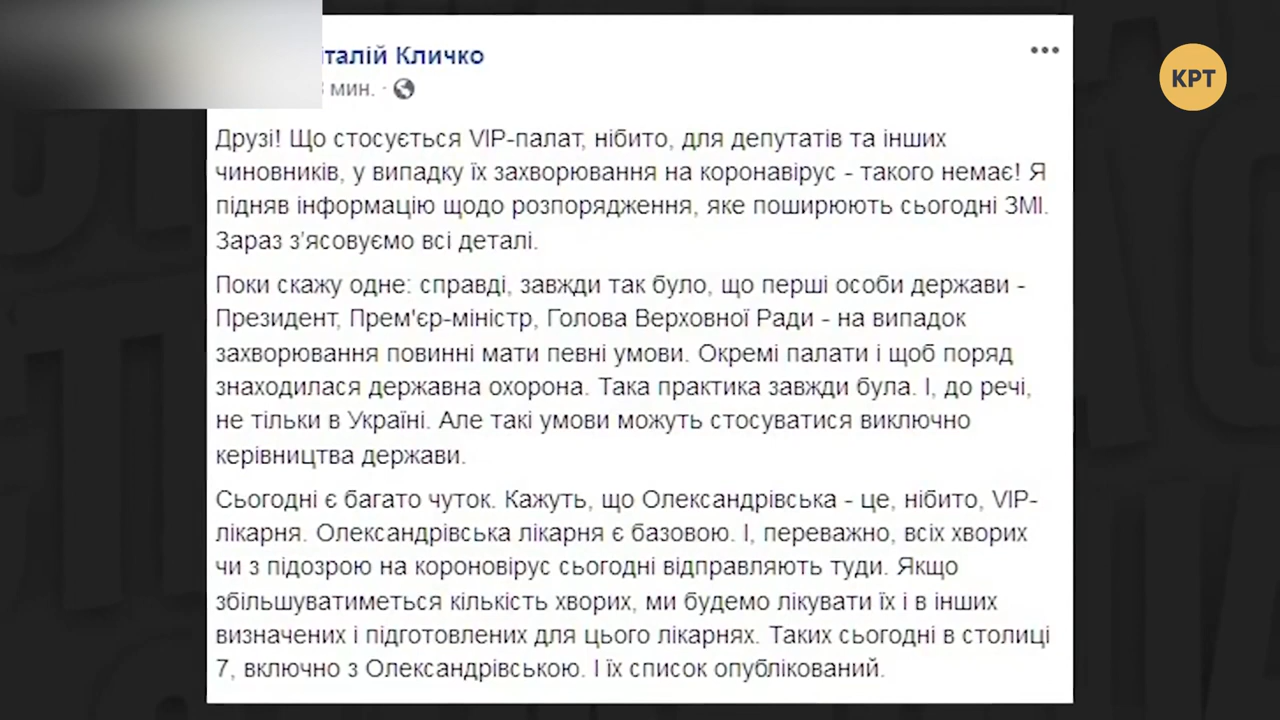 італій Кличко
мин.
КРТ
Друзі! Що стосується VIP-палат, нібито, для депутатів та інших
чиновників, у випадку їх захворювання на коронавірус - такого немає! Я
підняв інформацію щодо розпорядження, яке поширюють сьогодні ЗМІ.
Зараз з'ясовуємо всі деталі.
Поки скажу одне: справді, завжди так було, що перші особи держави -
Президент, Прем'єр-міністр, Голова Верховної Ради - на випадок
захворювання повинні мати певні умови. Окремі палати і щоб поряд
знаходилася державна охорона. Така практика завжди була. І, до речі,
не тільки в Україні. Але такі умови можуть стосуватися виключно
керівництва держави.
Сьогодні є багато чуток. Кажуть, що Олександрівська - це, нібито, VIP-
лікарня. Олександрівська лікарня є базовою. І, переважно, всіх хворих
чи з підозрою на короновірус сьогодні відправляють туди. Якщо
збільшуватиметься кількість хворих, ми будемо лікувати їх і в інших
визначених і підготовлених для цього лікарнях. Таких сьогодні в столиці
7, включно з Олександрівською. І їх список опублікований.